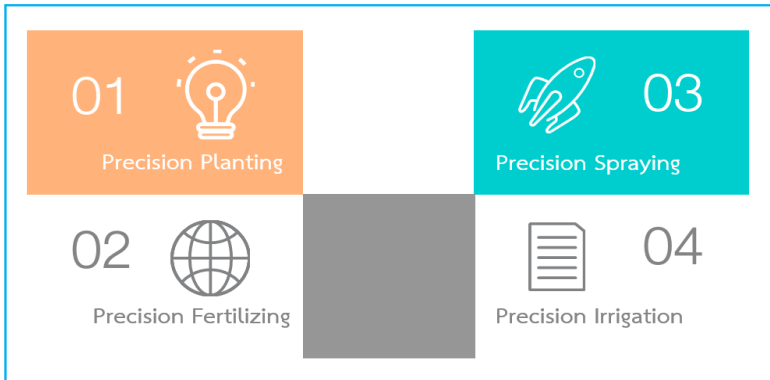 01
Precision Planting
02
Precision Fertilizing
03
Precision Spraying
04
Precision Irrigation